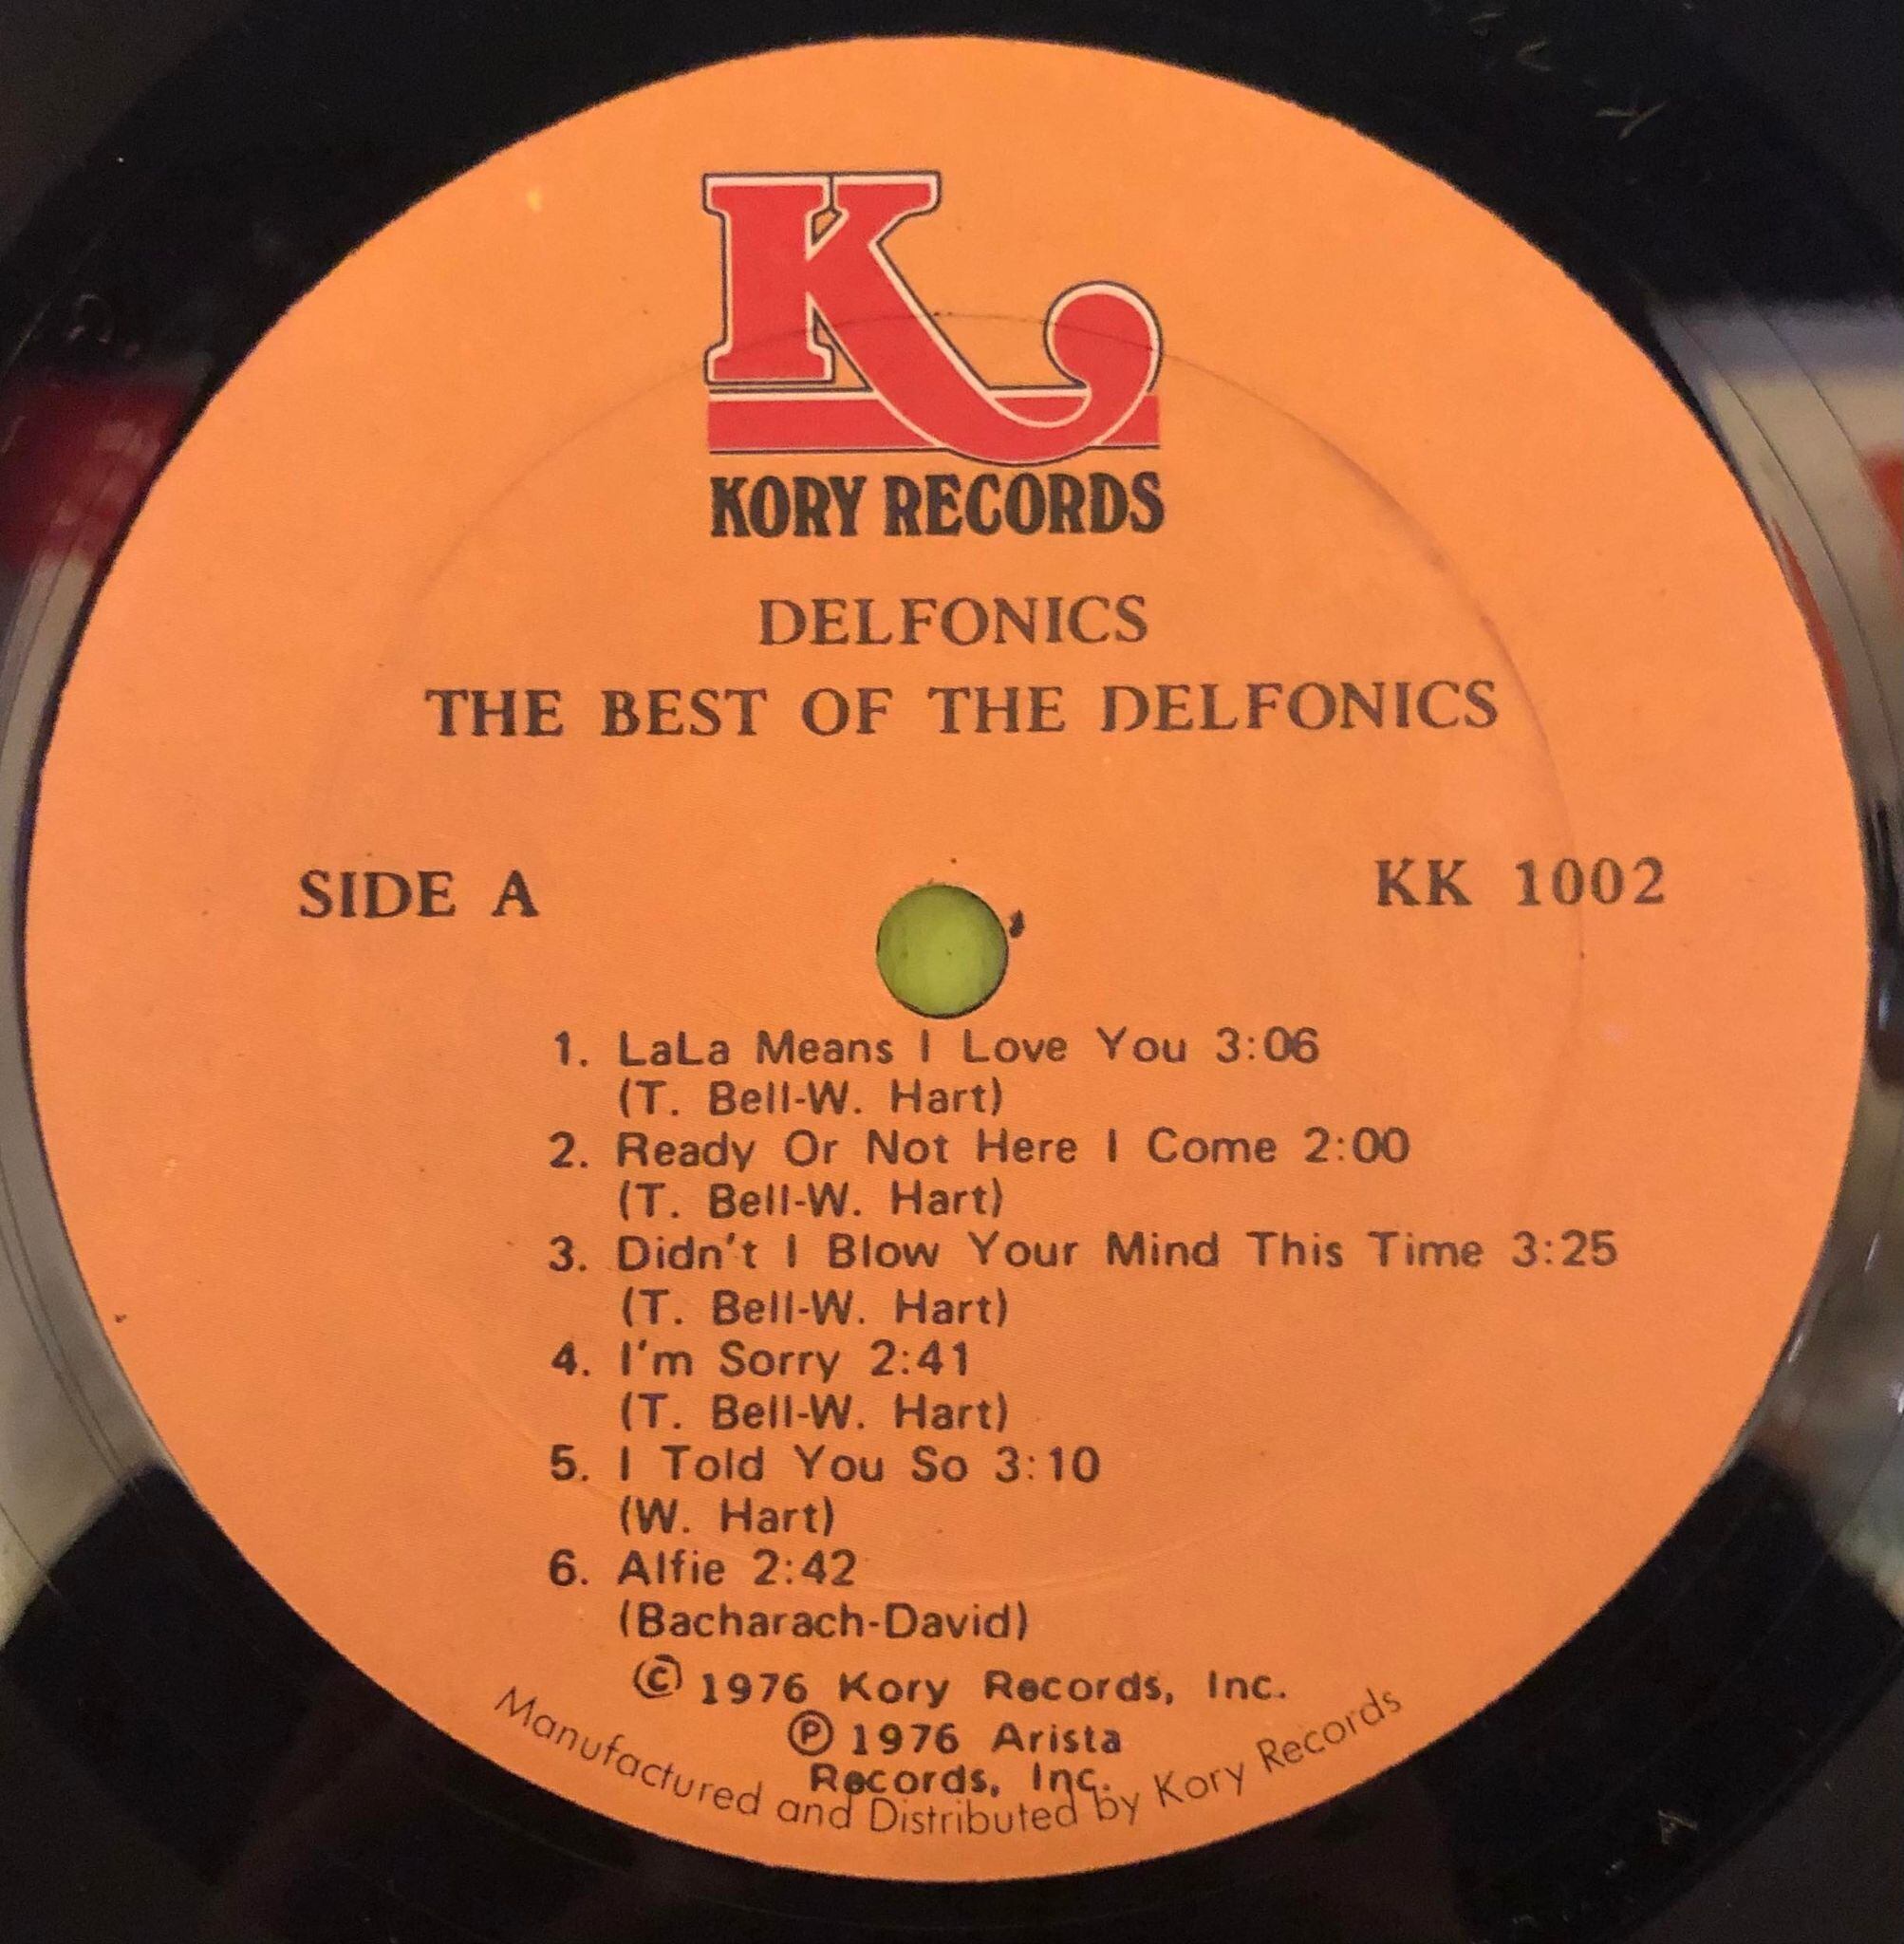 K
KORY RECORDS
DELFONICS
THE BEST OF THE DELFONICS
SIDE A
KK 1002
1. LaLa Means I Love You 3:06
(T. Bell-W. Hart)
2. Ready Or Not Here I Come 2:00
(T. Bell-W. Hart)
3. Didn't I Blow Your Mind This Time 3:25
(T. Bell-W. Hart)
4. I'm Sorry 2:41
(T. Bell-W. Hart)
5. I Told You So 3:10
(W. Hart)
6. Alfie 2:42
(Bacharach-David)
© 1976 Kory Records, Inc.
℗ 1976 Arista
Records, Inc.
Manufactured and Distributed by Kory Records